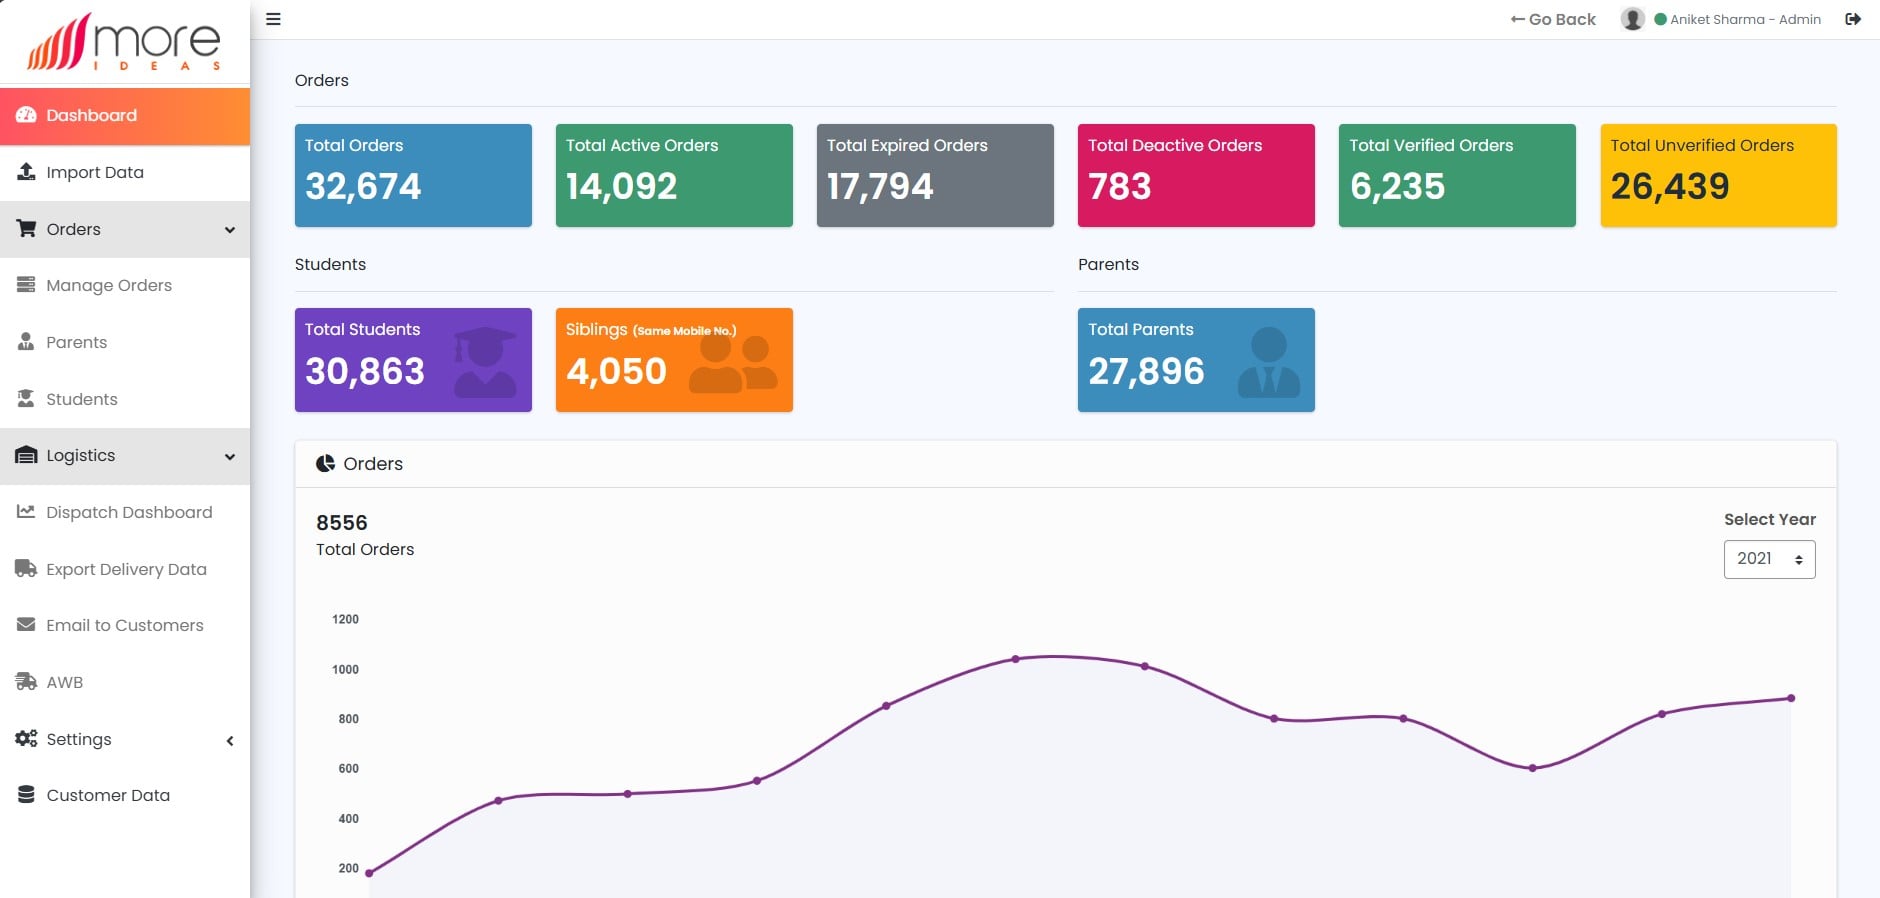 more
IDEAS
Go Back
Aniket Sharma - Admin
Dashboard
Import Data
Orders
Manage Orders
Parents
Students
Logistics
Dispatch Dashboard
Export Delivery Data
Email to Customers
AWB
Settings
Customer Data
Orders
Total Orders
32,674
Total Active Orders
14,092
Total Expired Orders
17,794
Total Deactive Orders
783
Total Verified Orders
6,235
Total Unverified Orders
26,439
Students
Total Students
30,863
Siblings (Same Mobile No.)
4,050
Parents
Total Parents
27,896
Orders
8556
Total Orders
Select Year
2021
1200
1000
800
600
400
200